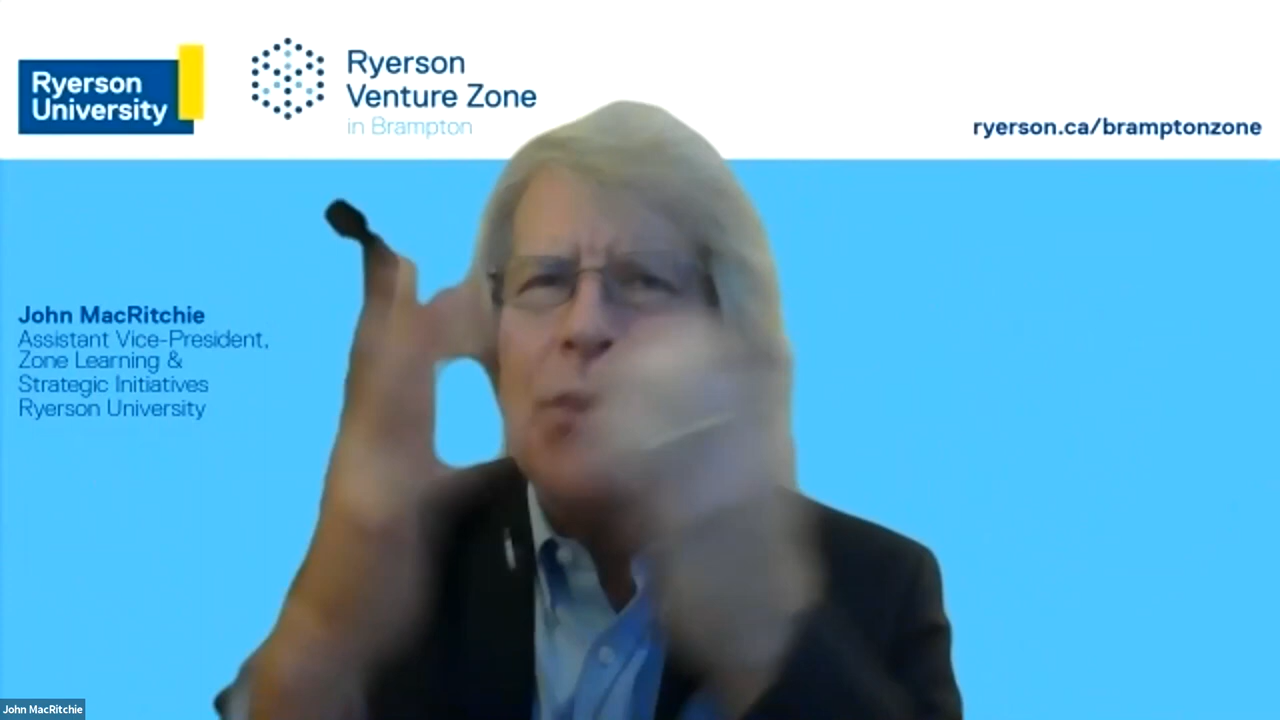 Ryerson
University
Ryerson
Venture Zone
in Brampton
ryerson.ca/bramptonzone
John MacRitchie
Assistant Vice-President,
Zone Learning &
Strategic Initiatives
Ryerson University
John MacRitchie